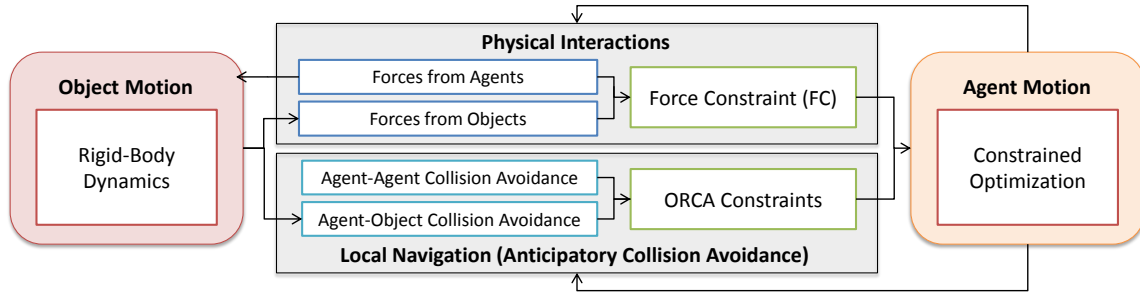 Physical Interactions
Object Motion
Rigid-Body
Dynamics
Forces from Agents
Forces from Objects
Force Constraint (FC)
Agent-Agent Collision Avoidance
Agent-Object Collision Avoidance
ORCA Constraints
Local Navigation (Anticipatory Collision Avoidance)
Agent Motion
Constrained
Optimization